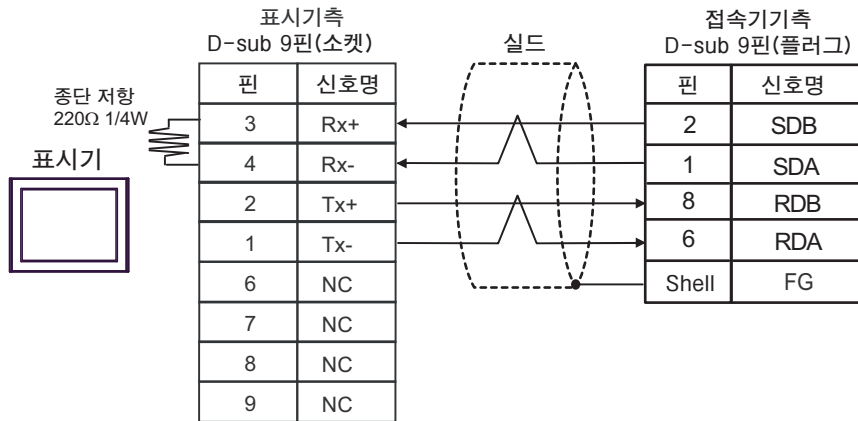 표시기측
D-sub 9핀(소켓)
실드
접속기기측
D-sub 9핀(플러그)
종단 저항
220Ω 1/4W
표시기
핀 신호명
3 Rx+
4 Rx-
2 Tx+
1 Tx-
6 NC
7 NC
8 NC
9 NC
핀 신호명
2 SDB
1 SDA
8 RDB
6 RDA
Shell FG